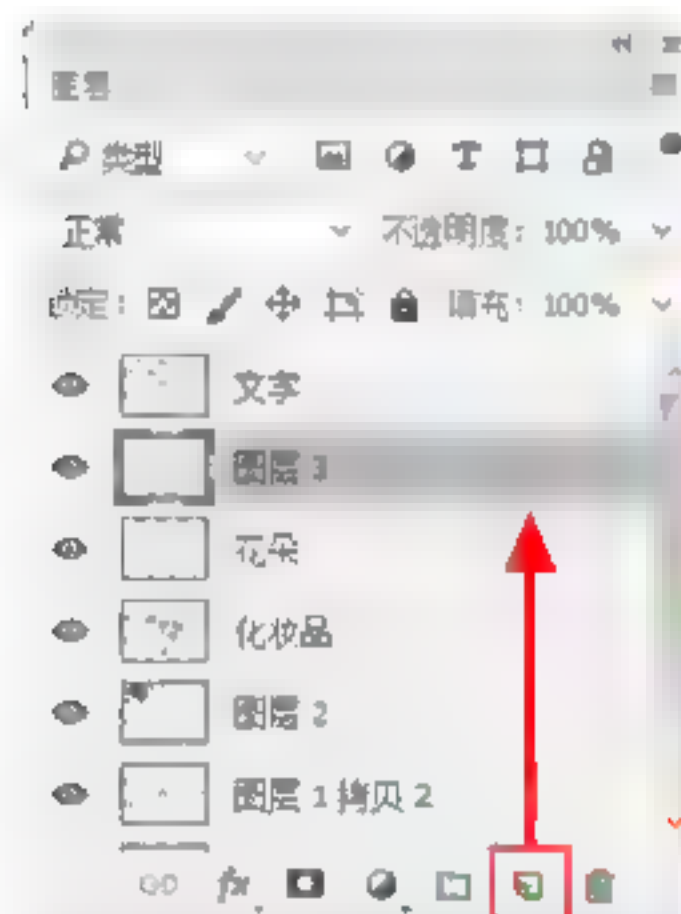 图层
类型
正常 不透明度: 100%
锁定: 填充: 100%
文字
图层 3
花朵
化妆品
图层 2
图层 1 拷贝 2
fx